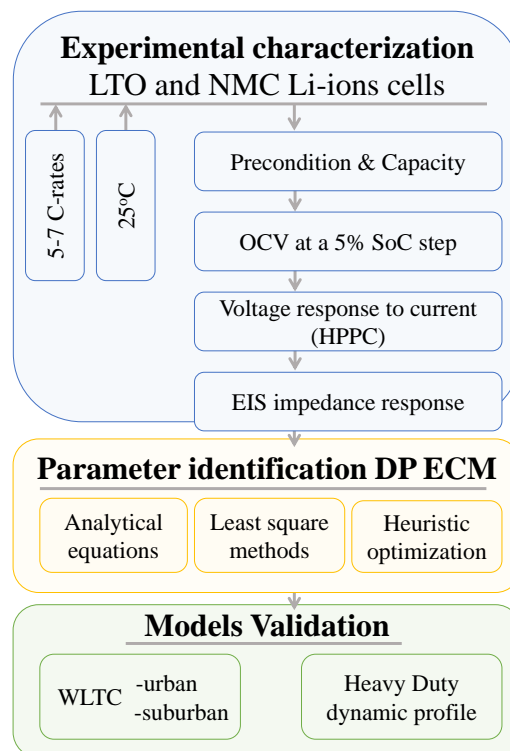 Experimental characterization
LTO and NMC Li-ions cells
5-7 C-rates
25°C
Precondition & Capacity
OCV at a 5% SoC step
Voltage response to current
(HPPC)
EIS impedance response
Parameter identification DP ECM
Analytical
equations
Least square
methods
Heuristic
optimization
Models Validation
WLTC -urban
-suburban
Heavy Duty
dynamic profile